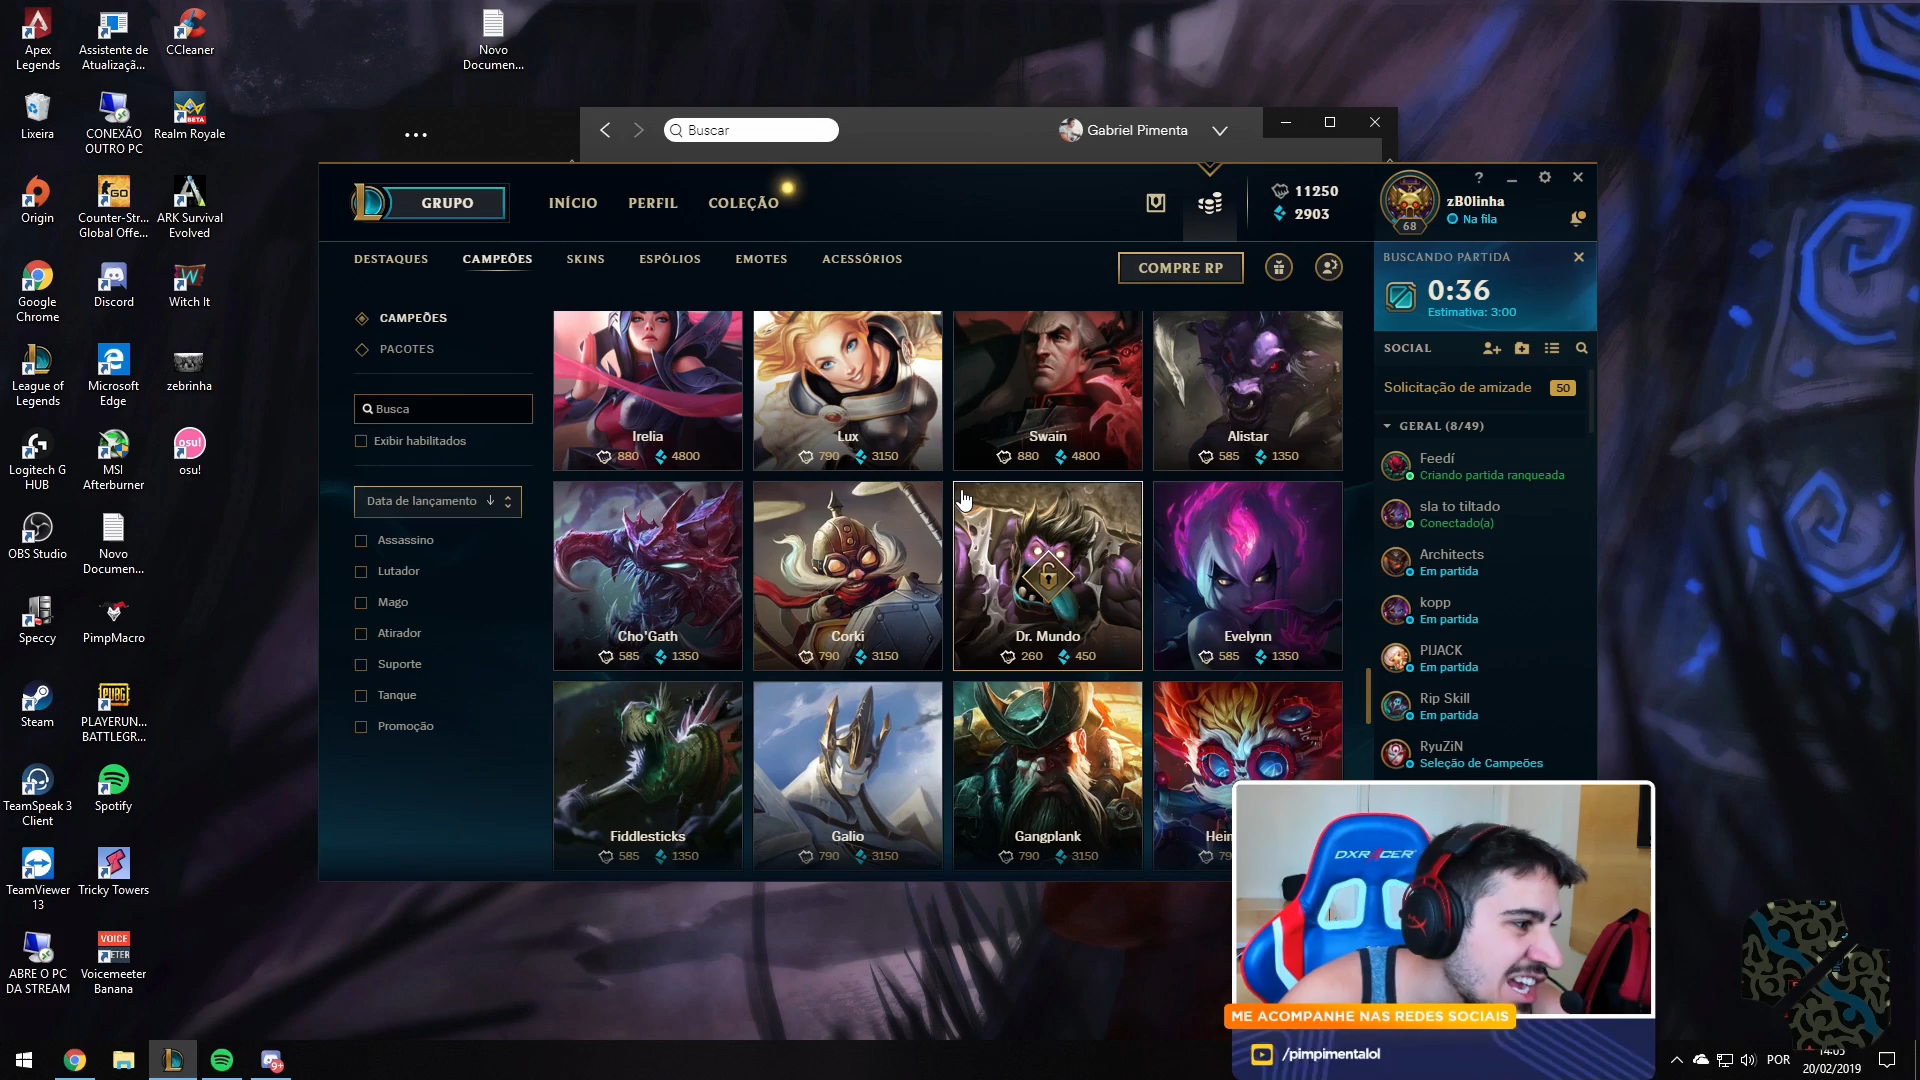 Apex
Legends
Assistente de
Atualizaçã...
CCleaner
Novo
Documen...
Lixeira
CONEXÃO
OUTRO PC
Realm Royale
BETA
Origin
Counter-Str...
Global Offe...
ARK Survival
Evolved
Google
Chrome
Discord
Witch It
League of
Legends
Microsoft
Edge
zebrinha
Logitech G
HUB
MSI
Afterburner
osu!
osu!
OBS Studio
Novo
Documen...
Speccy
PimpMacro
Steam
PUBG
PLAYERUN...
BATTLEGR...
TeamSpeak 3
Client
Spotify
TeamViewer
13
Tricky Towers
ABRE O PC
DA STREAM
VOICE
Voicemeeter
Banana
Buscar
Gabriel Pimenta
GRUPO
INÍCIO
PERFIL
COLEÇÃO
11250
2903
68
zB0linha
Na fila
DESTAQUES
CAMPEÕES
SKINS
ESPÓLIOS
EMOTES
ACESSÓRIOS
COMPRE RP
BUSCANDO PARTIDA
0:36
Estimativa: 3:00
CAMPEÕES
PACOTES
Busca
Exibir habilitados
Data de lançamento
Assassino
Lutador
Mago
Atirador
Suporte
Tanque
Promoção
Irelia
880 4800
Lux
790 3150
Swain
880 4800
Alistar
585 1350
Cho'Gath
585 1350
Corki
790 3150
Dr. Mundo
260 450
Evelynn
585 1350
Fiddlesticks
585 1350
Galio
790 3150
Gangplank
790 3150
SOCIAL
Solicitação de amizade 50
GERAL (8/49)
Feedí
Criando partida ranqueada
sla to tiltado
Conectado(a)
Architects
Em partida
kopp
Em partida
PIJACK
Em partida
Rip Skill
Em partida
RyuZiN
Seleção de Campeões
DXRACER
ME ACOMPANHE NAS REDES SOCIAIS
/pimpimentalol
9+
POR
14:05
20/02/2019